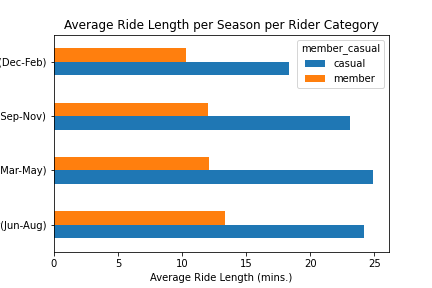 Average Ride Length per Season per Rider Category
member_casual
casual
member
(Dec-Feb)
Sep-Nov)
Mar-May)
(Jun-Aug)
0 5 10 15 20 25
Average Ride Length (mins.)